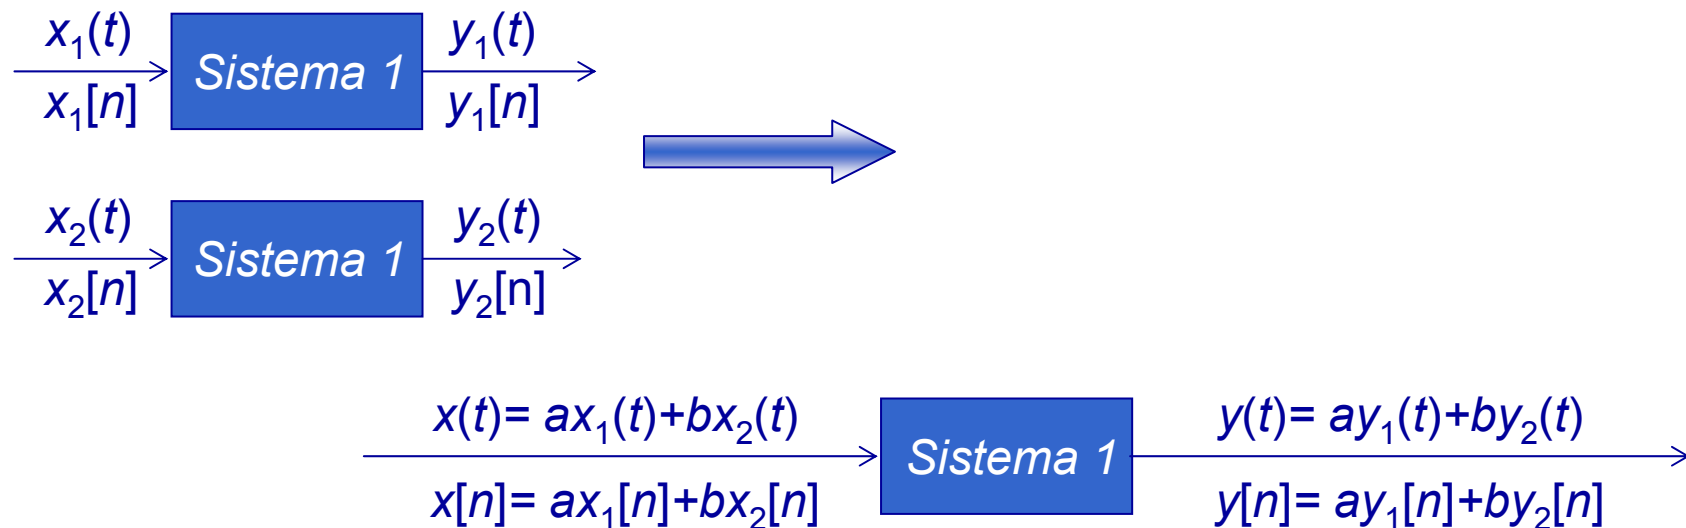 x₁(t)
x₁[n]
Sistema 1
y₁(t)
y₁[n]
x₂(t)
x₂[n]
Sistema 1
y₂(t)
y₂[n]
x(t)= ax₁(t)+bx₂(t)
x[n]= ax₁[n]+bx₂[n]
Sistema 1
y(t)= ay₁(t)+by₂(t)
y[n]= ay₁[n]+by₂[n]